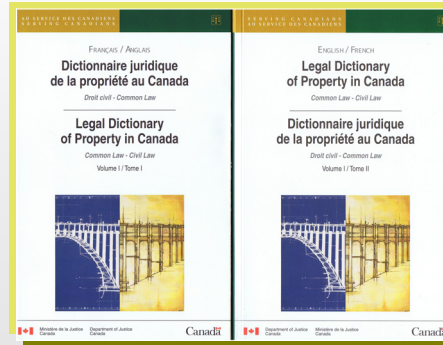 AU SERVICE DES CANADIENS
SERVING CANADIANS
FRANÇAIS / ANGLAIS
Dictionnaire juridique
de la propriété au Canada
Droit civil - Common Law
Legal Dictionary
of Property in Canada
Common Law - Civil Law
Volume I / Tome I
Ministère de la Justice
Canada
Department of Justice
Canada
Canada
SERVING CANADIANS
AU SERVICE DES CANADIENS
ENGLISH / FRENCH
Legal Dictionary
of Property in Canada
Common Law - Civil Law
Dictionnaire juridique
de la propriété au Canada
Droit civil - Common Law
Volume I / Tome II
Department of Justice
Canada
Ministère de la Justice
Canada